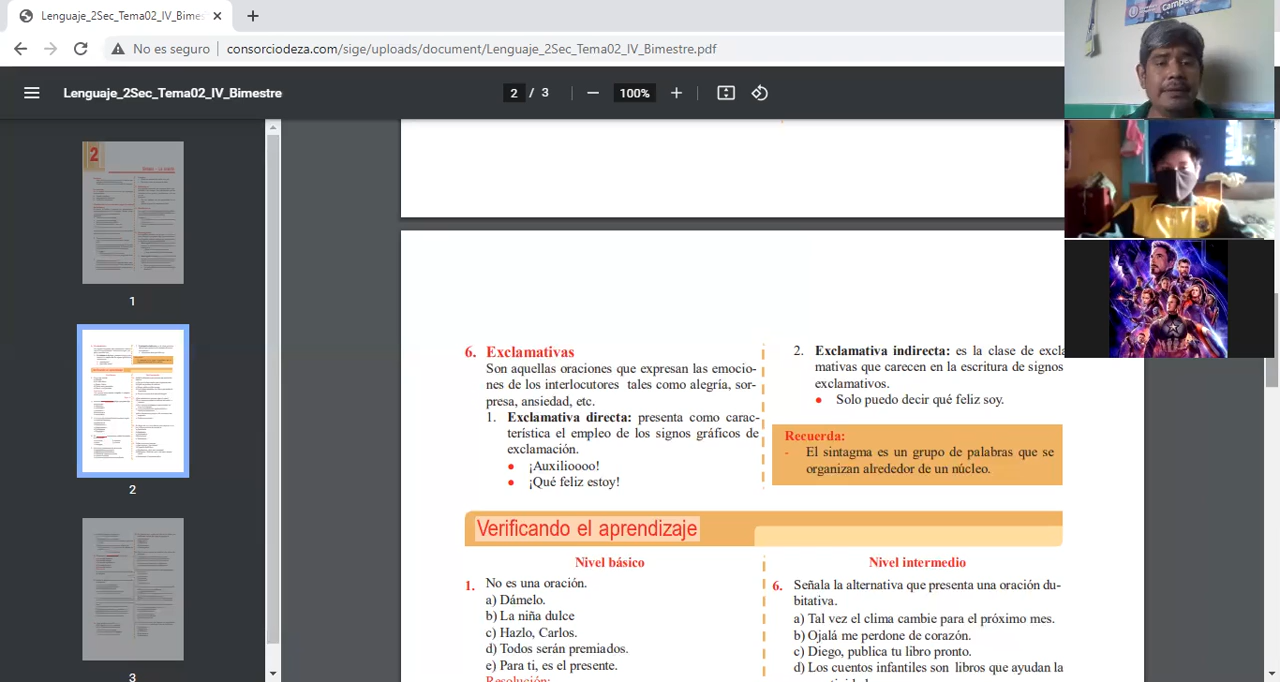 Lenguaje_2Sec_Tema02_IV_Bimes
No es seguro
consorciodeza.com/sige/uploads/document/Lenguaje_2Sec_Tema02_IV_Bimestre.pdf
Lenguaje_2Sec_Tema02_IV_Bimestre
2 / 3
100%
2
1
2
3
6. Exclamativas
Son aquellas oraciones que expresan las emocio-
nes de los interlocutores tales como alegria, sor-
presa, ansiedad, etc.
1. Exclamativa directa: presenta como carac-
teristica el empleo de los signos gráficos de
exclamación.
• ¡Auxilioooo!
• ¡Qué feliz estoy!
Exclamativa indirecta: es la clase de excla
mativas que carecen en la escritura de signos
exclamativos.
• Solo puedo decir qué feliz soy.
Recuerda:
- El sintagma es un grupo de palabras que se
organizan alrededor de un núcleo.
Verificando el aprendizaje
Nivel básico
1. No es una oración.
a) Dámelo.
b) La niña dulce
c) Hazlo, Carlos.
d) Todos serán premiados.
e) Para ti, es el presente.
Resolución:
Nivel intermedio
6. Señala la alternativa que presenta una oración du-
bitativa.
a) Tal vez el clima cambie para el próximo mes.
b) Ojalá me perdone de corazón.
c) Diego, publica tu libro pronto.
d) Los cuentos infantiles son libros que ayudan la